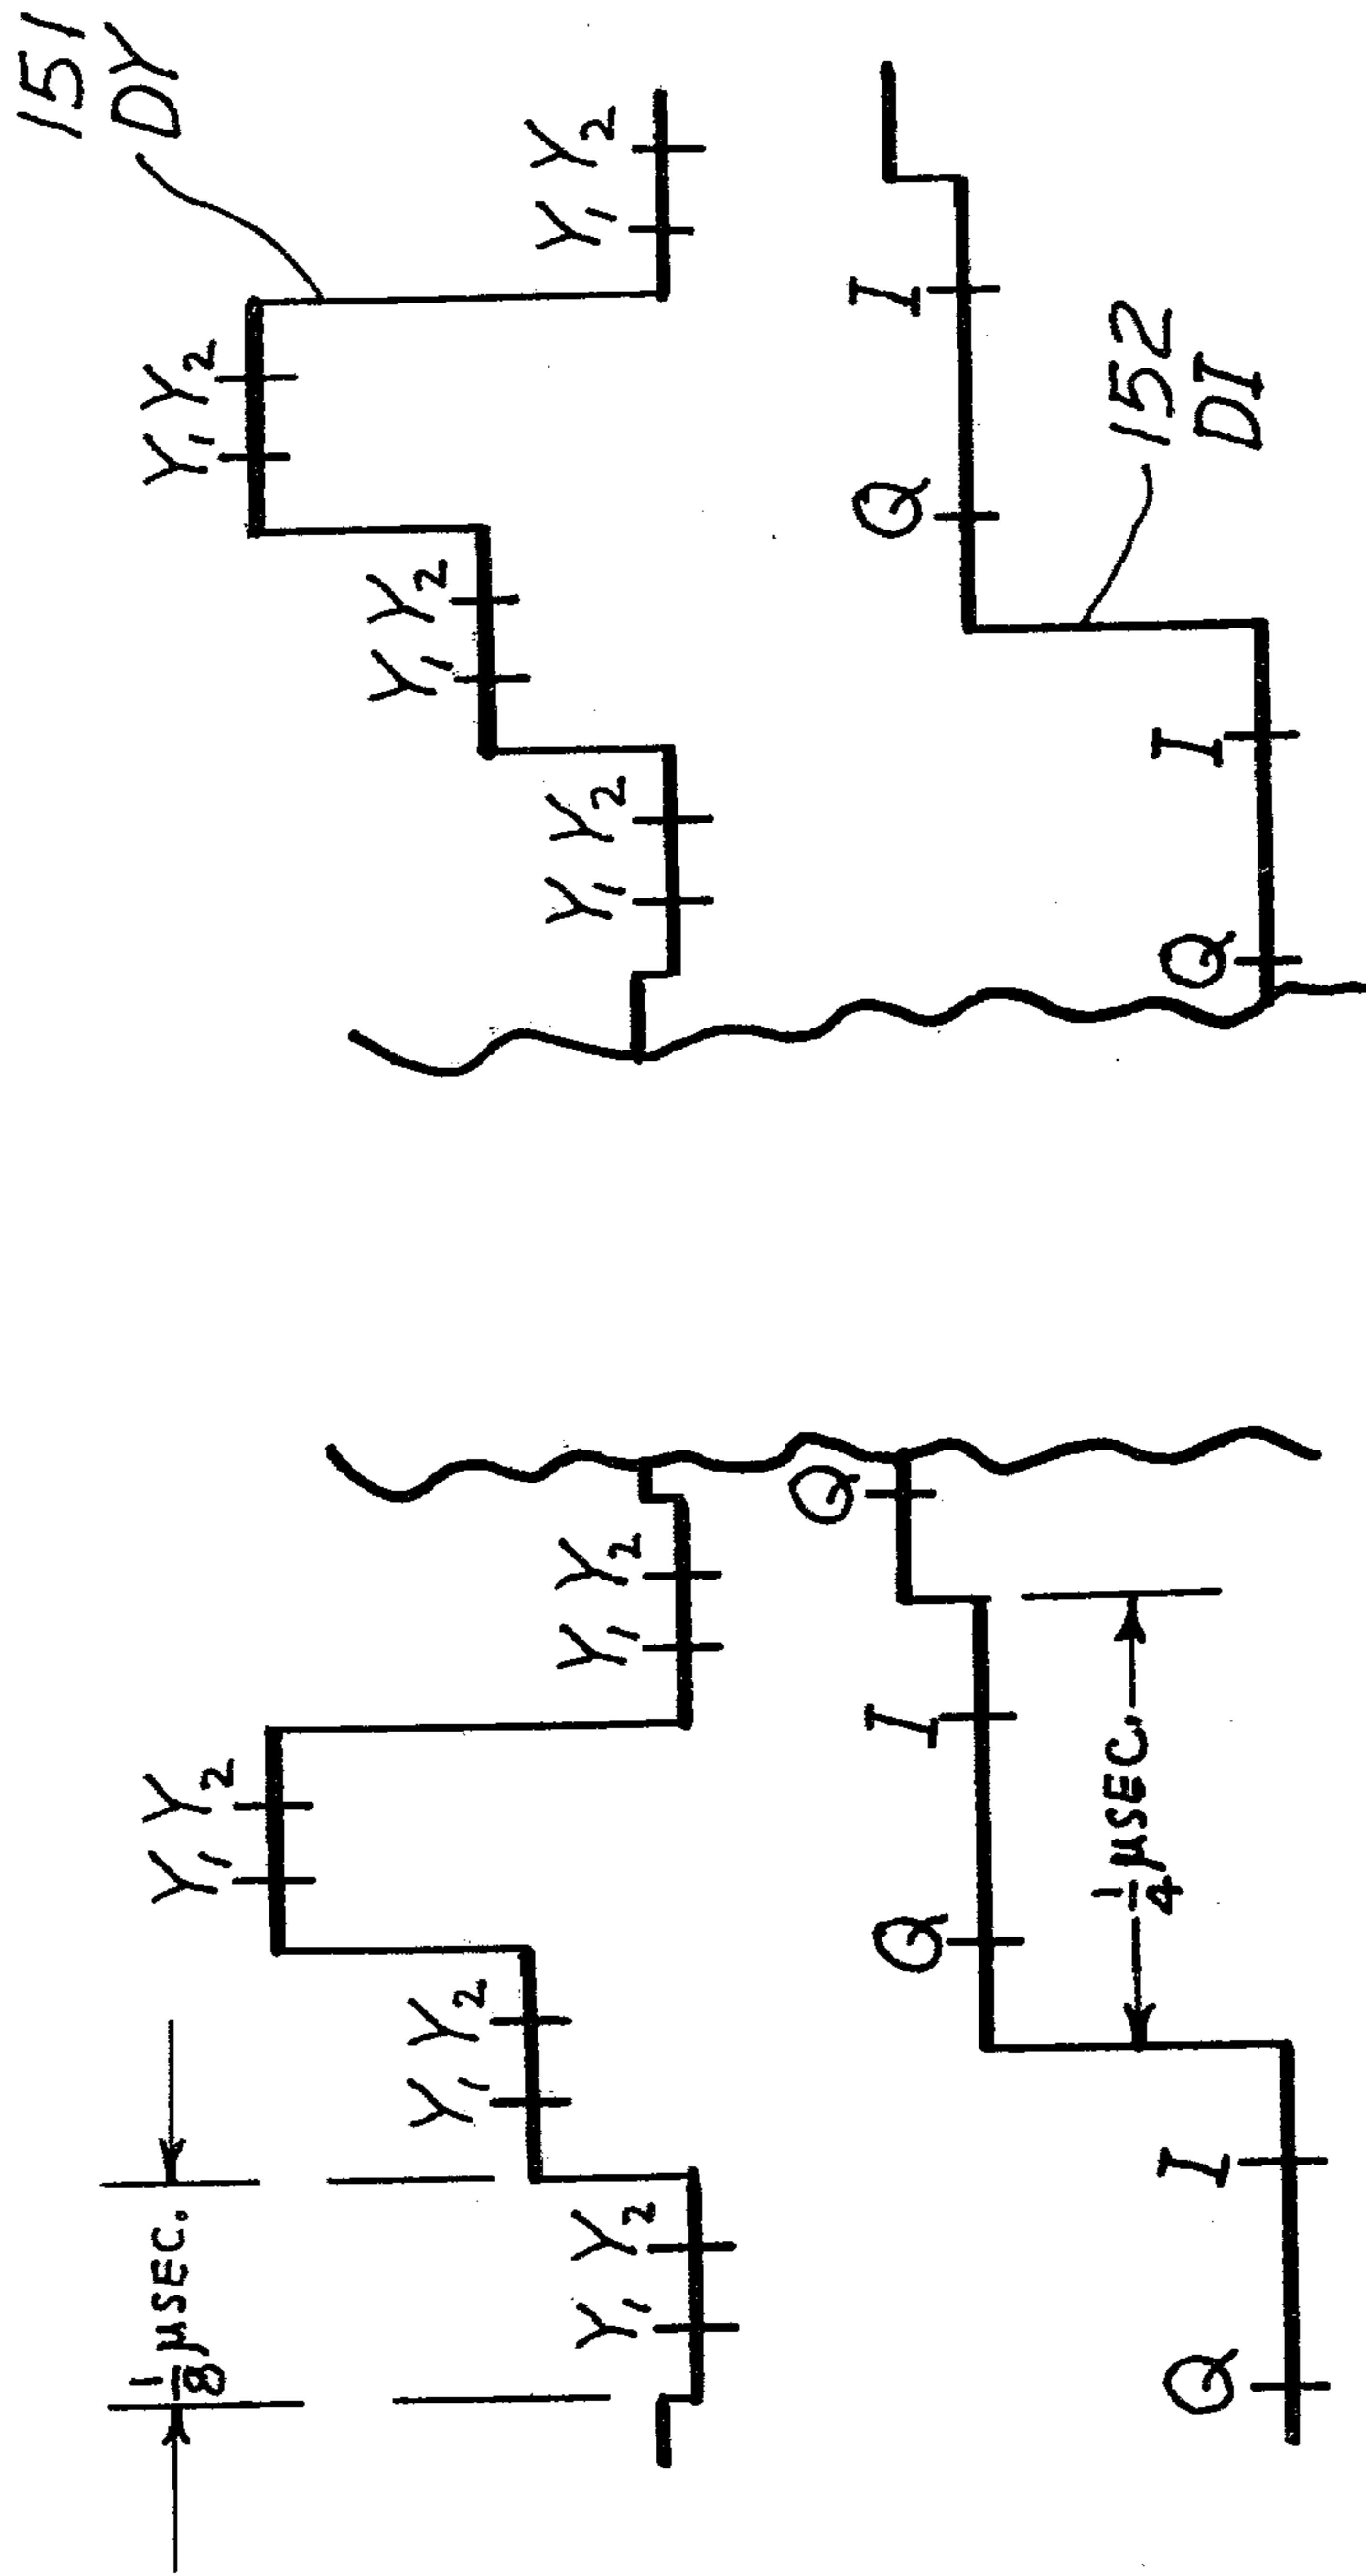 151
DY
1/8 µSEC.
Y₁ Y₂ Y₁ Y₂
Y₁ Y₂ Y₁ Y₂
Y₁ Y₂ Y₁ Y₂ Y₁ Y₂ Y₁ Y₂
Q I Q Q I
1/4 µSEC.
152
DI
Q I Q I